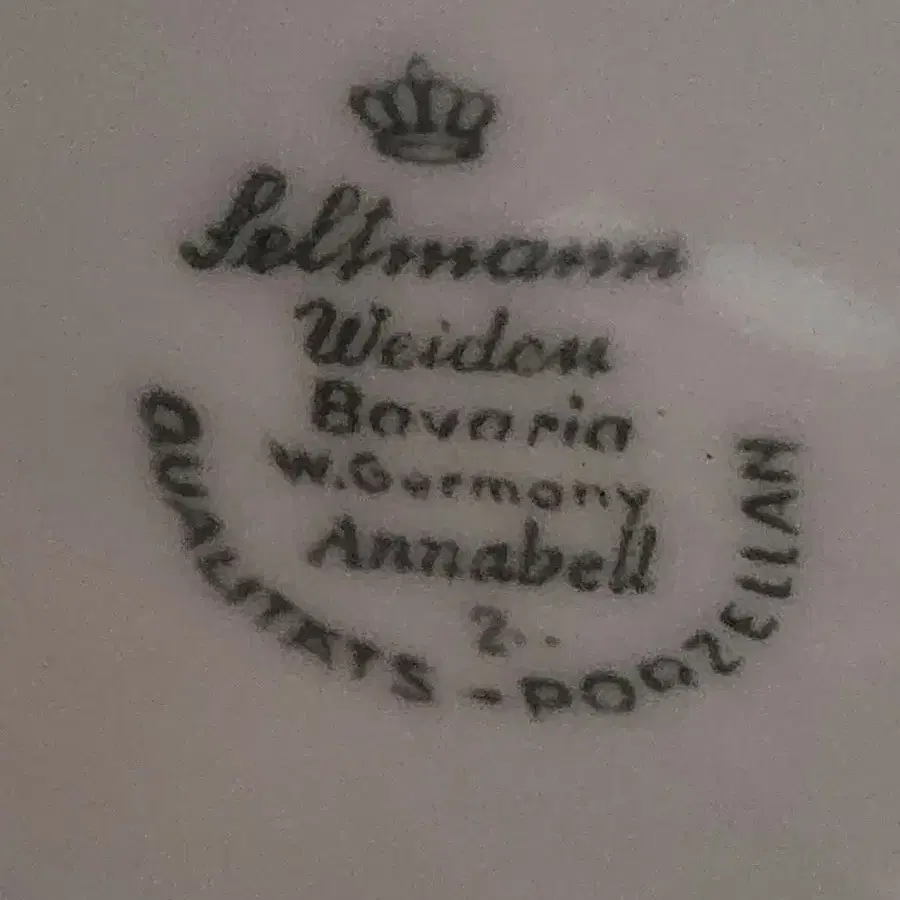 Seltmann
Weiden
Bavaria
W. Germany
Annabell
2..
QUALITÄTS-PORZELLAN